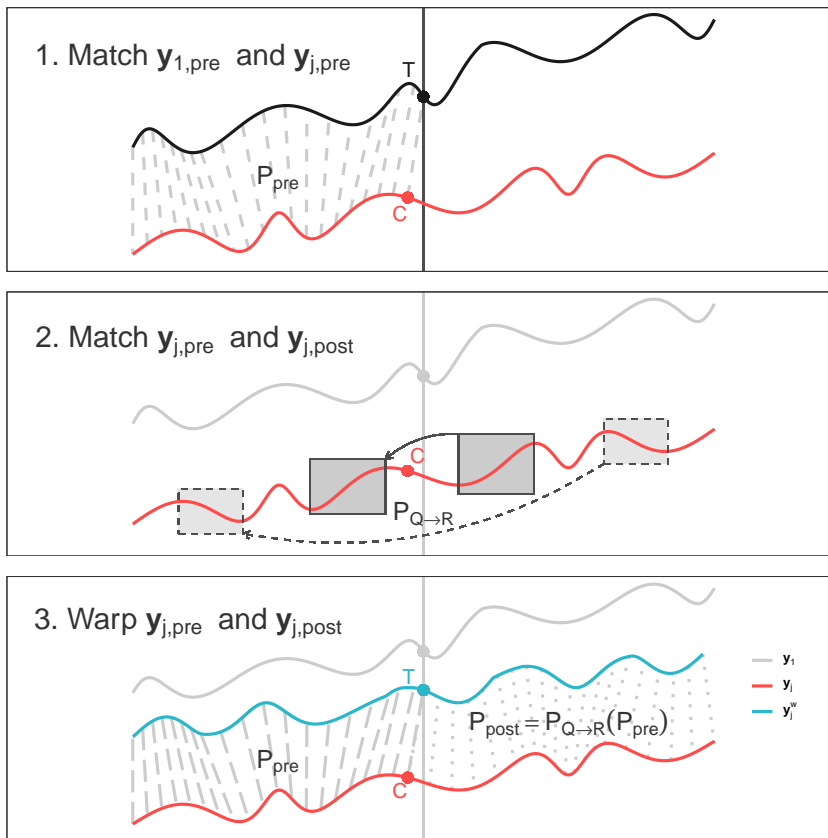 1. Match y1,pre and yj,pre
T
Ppre
C
2. Match yj,pre and yj,post
C
PQ→R
3. Warp yj,pre and yj,post
T
y1
yj
yjw
Ppost = PQ→R(Ppre)
Ppre
C